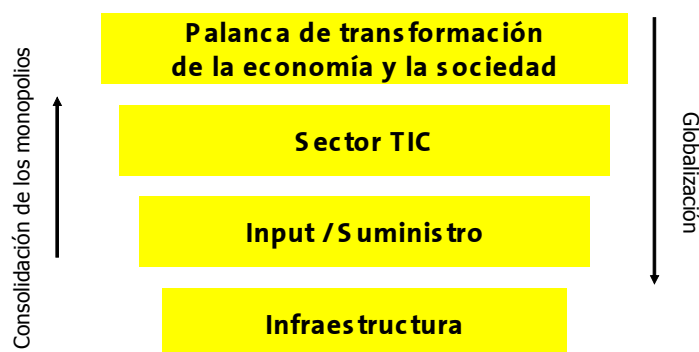 Palanca de transformación
de la economía y la sociedad
Consolidación de los monopolios
Sector TIC
Globalización
Input / Suministro
Infraestructura